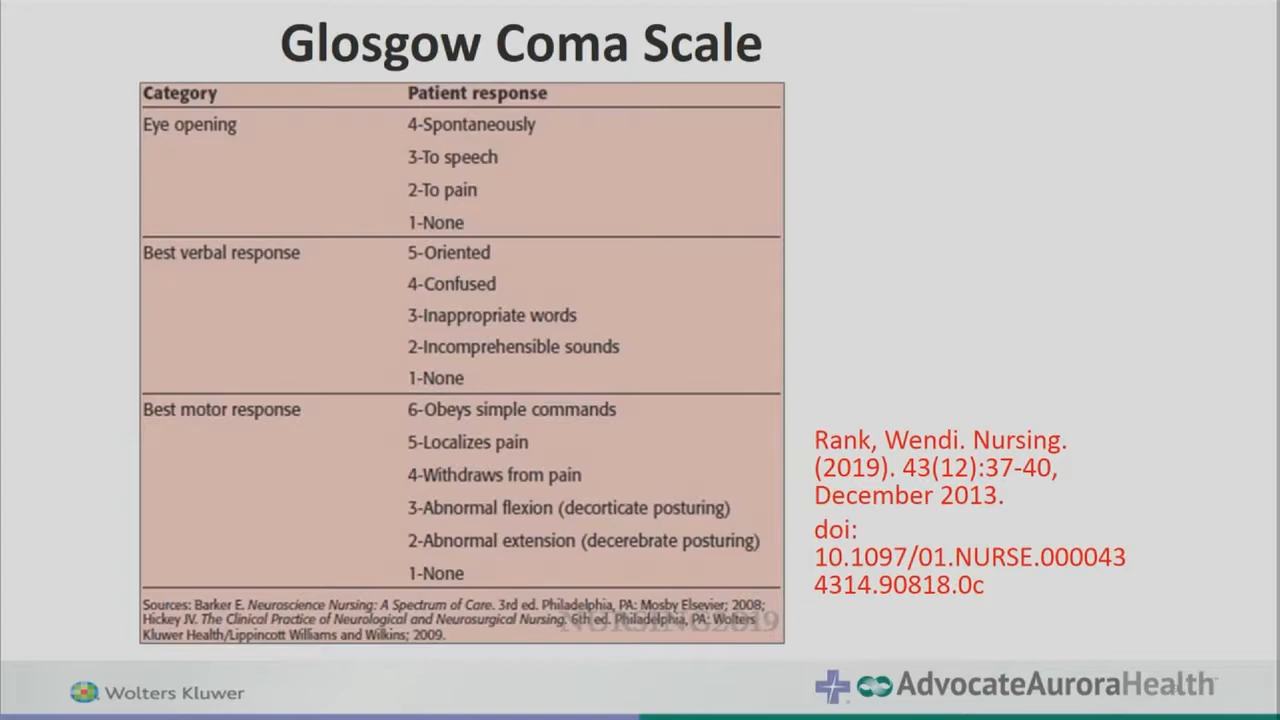 Glosgow Coma Scale
Category Patient response
Eye opening 4-Spontaneously
3-To speech
2-To pain
1-None
Best verbal response 5-Oriented
4-Confused
3-Inappropriate words
2-Incomprehensible sounds
1-None
Best motor response 6-Obeys simple commands
5-Localizes pain
4-Withdraws from pain
3-Abnormal flexion (decorticate posturing)
2-Abnormal extension (decerebrate posturing)
1-None
Sources: Barker E. Neuroscience Nursing: A Spectrum of Care. 3rd ed. Philadelphia, PA: Mosby Elsevier; 2008;
Hickey JV. The Clinical Practice of Neurological and Neurosurgical Nursing. 6th ed. Philadelphia, PA: Wolters
Kluwer Health/Lippincott Williams and Wilkins; 2009.
NURSING2019
Rank, Wendi. Nursing.
(2019). 43(12):37-40,
December 2013.
doi:
10.1097/01.NURSE.000043
4314.90818.0c
Wolters Kluwer
AdvocateAuroraHealth